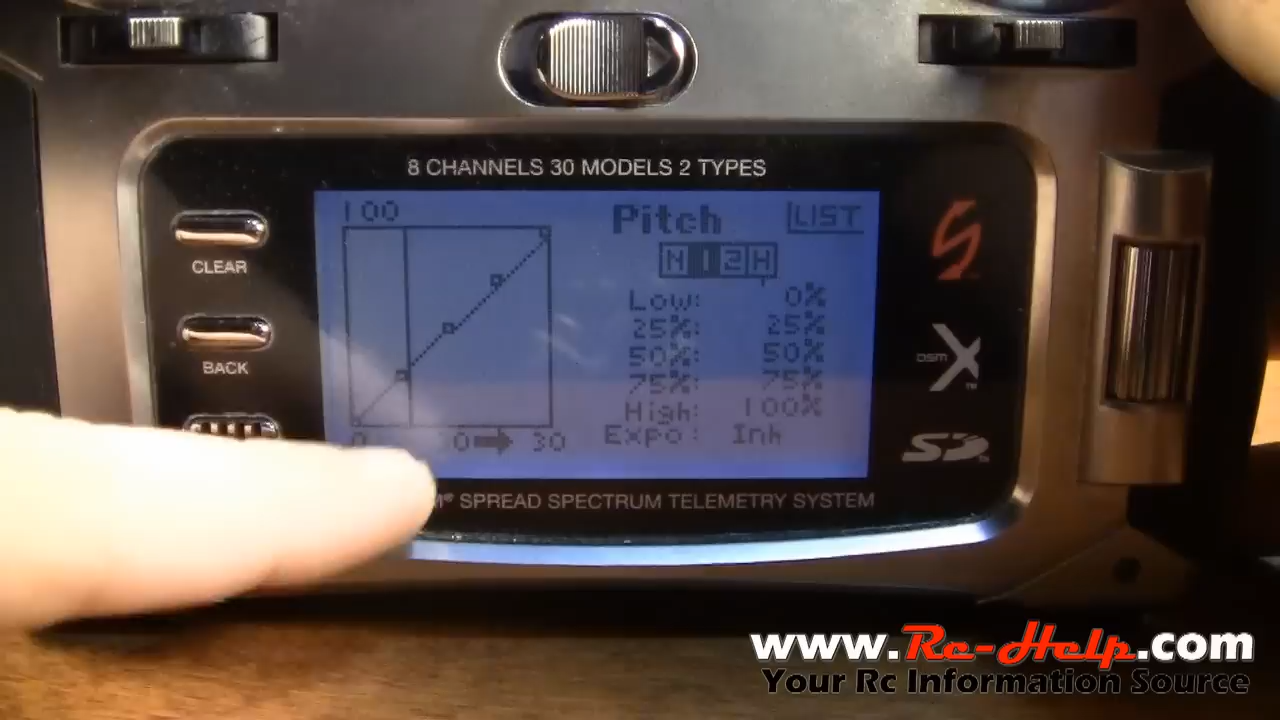 8 CHANNELS 30 MODELS 2 TYPES
100
Pitch
LIST
N 1 2 H
Low: 0%
25%: 25%
50%: 50%
75%: 75%
High: 100%
Expo: Inh
0
30
CLEAR
BACK
DSM X ™
SD
SPREAD SPECTRUM TELEMETRY SYSTEM
www.Rc-Help.com
Your Rc Information Source